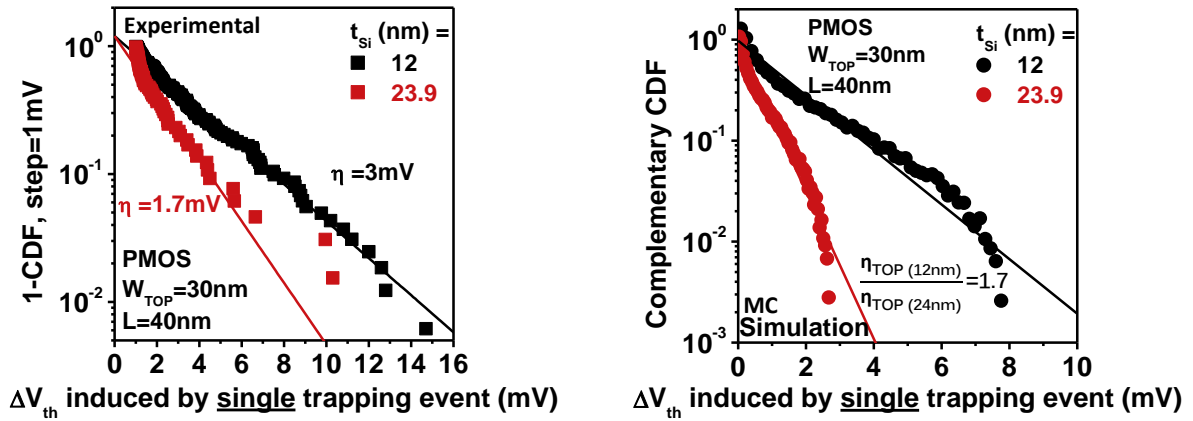 Experimental
t_Si (nm) =
12
23.9
η =3mV
η =1.7mV
PMOS
W_TOP=30nm
L=40nm
10^0
10^-1
10^-2
1-CDF, step=1mV
0 2 4 6 8 10 12 14 16
ΔV_th induced by single trapping event (mV)
PMOS
W_TOP=30nm
L=40nm
t_Si (nm) =
12
23.9
η_TOP (12nm)
=1.7
η_TOP (24nm)
MC
Simulation
10^1
10^0
10^-1
10^-2
10^-3
Complementary CDF
0 2 4 6 8 10
ΔV_th induced by single trapping event (mV)